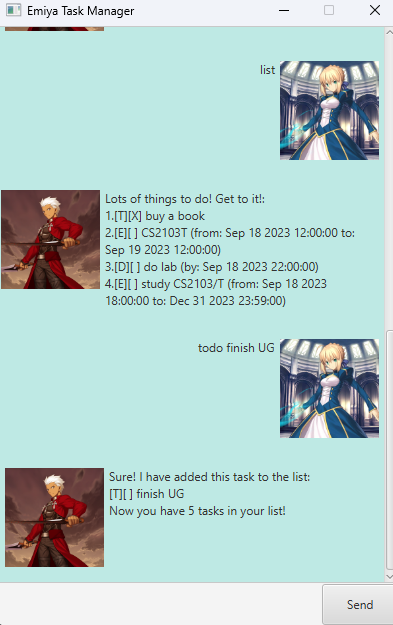 Emiya Task Manager
list
Lots of things to do! Get to it!:
1.[T][X] buy a book
2.[E][ ] CS2103T (from: Sep 18 2023 12:00:00 to:
Sep 19 2023 12:00:00)
3.[D][ ] do lab (by: Sep 18 2023 22:00:00)
4.[E][ ] study CS2103/T (from: Sep 18 2023
18:00:00 to: Dec 31 2023 23:59:00)
todo finish UG
Sure! I have added this task to the list:
[T][ ] finish UG
Now you have 5 tasks in your list!
Send